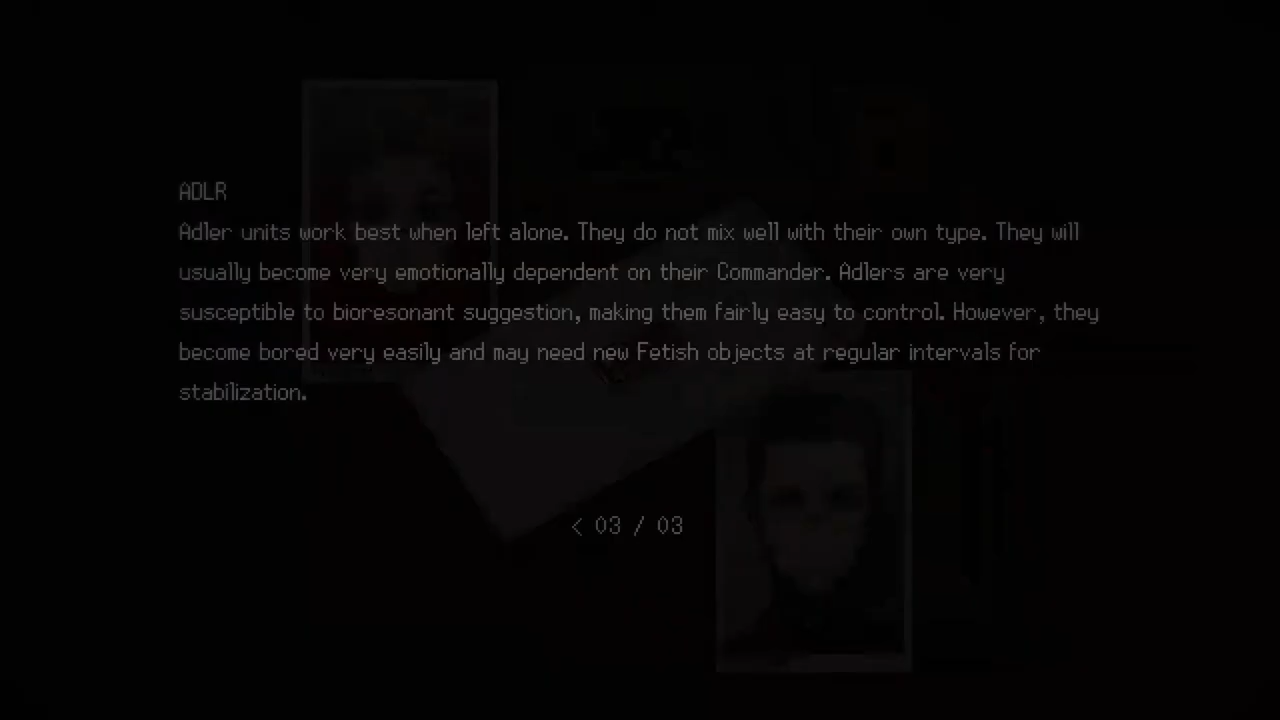 ADLR
Adler units work best when left alone. They do not mix well with their own type. They will
usually become very emotionally dependent on their Commander. Adlers are very
susceptible to bioresonant suggestion, making them fairly easy to control. However, they
become bored very easily and may need new Fetish objects at regular intervals for
stabilization.
< 03 / 03